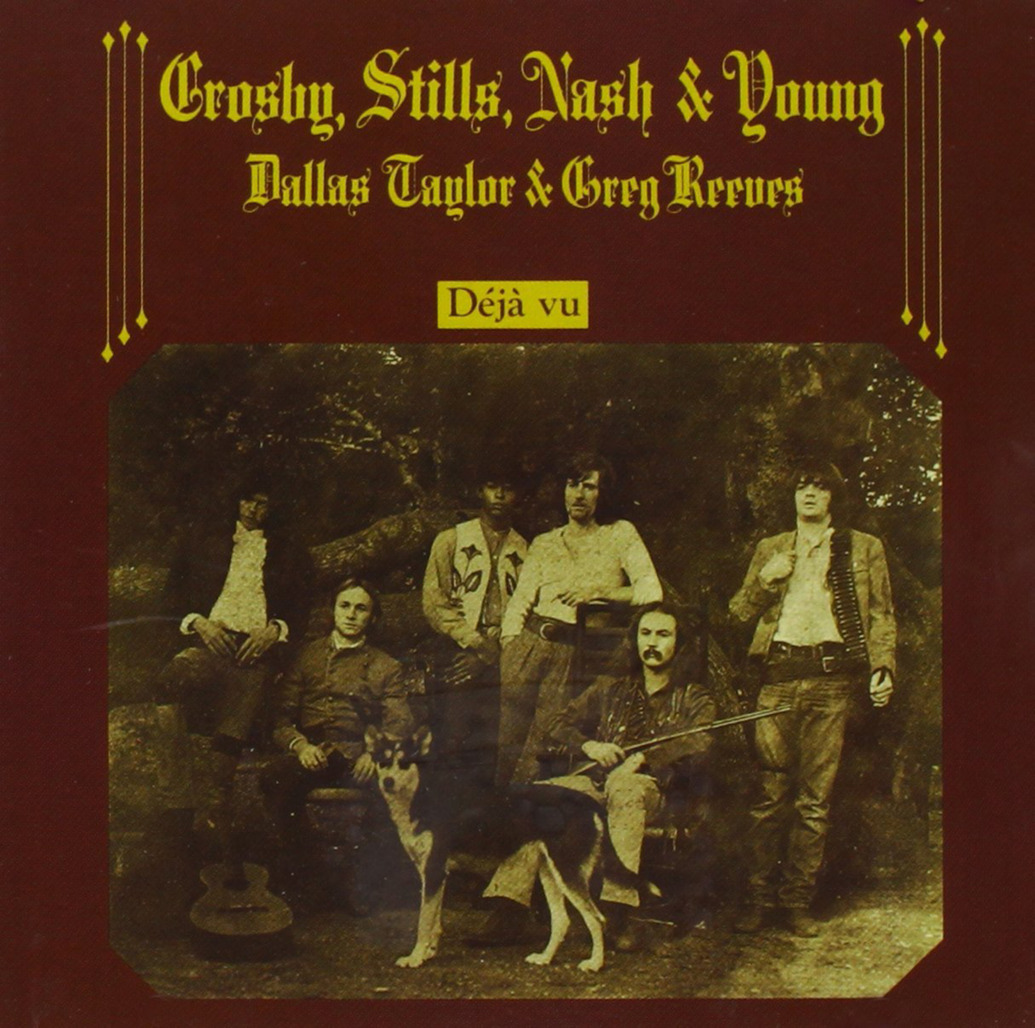 Crosby, Stills, Nash & Young
Dallas Taylor & Greg Reeves
Déjà vu